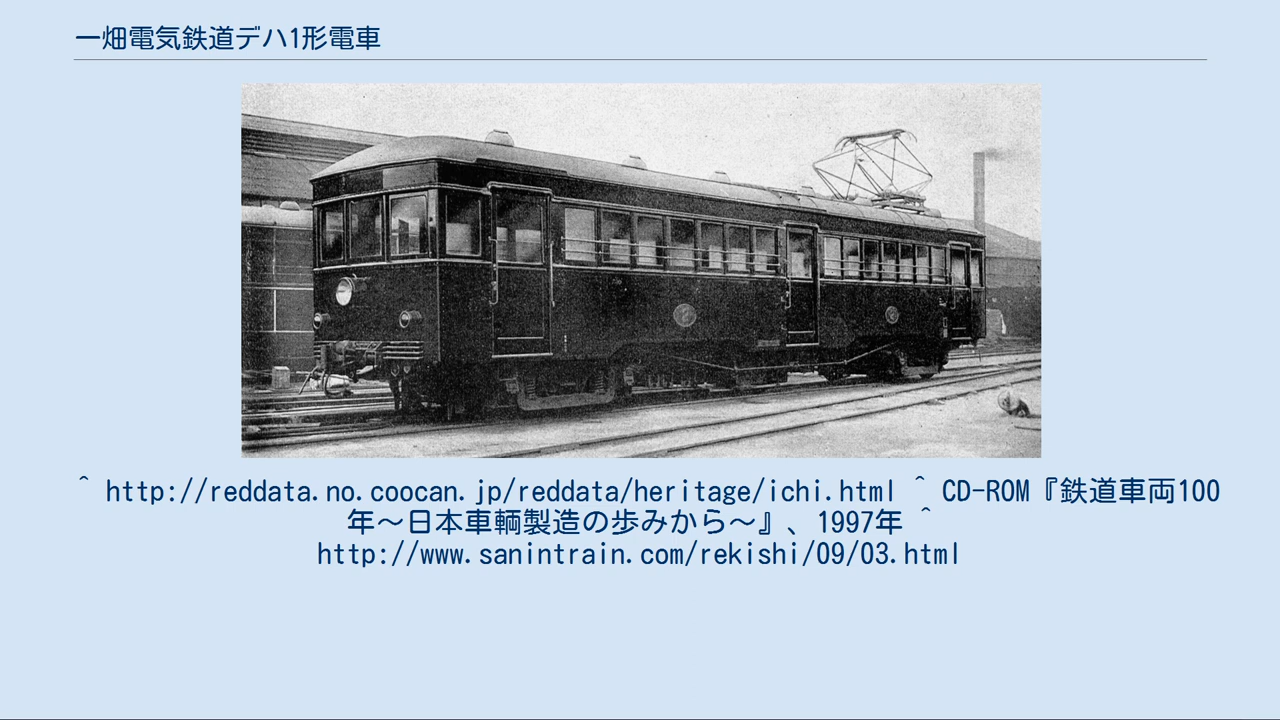 一畑電気鉄道デハ1形電車
^ http://reddata.no.coocan.jp/reddata/heritage/ichi.html ^ CD-ROM『鉄道車両100
年～日本車輌製造の歩みから～』、1997年 ^
http://www.sanintrain.com/rekishi/09/03.html